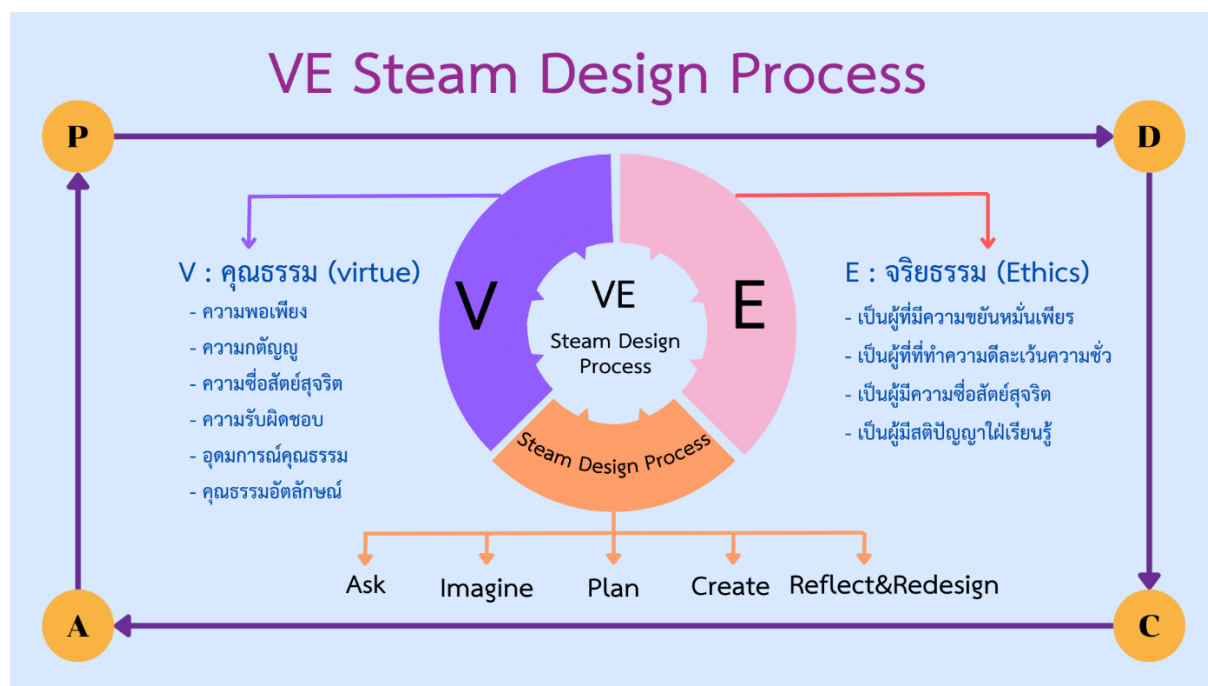 VE Steam Design Process
P
D
V : คุณธรรม (virtue)
- ความพอเพียง
- ความกตัญญู
- ความซื่อสัตย์สุจริต
- ความรับผิดชอบ
- อุดมการณ์คุณธรรม
- คุณธรรมอัตลักษณ์
V
VE
Steam Design
Process
E
Steam Design Process
E : จริยธรรม (Ethics)
- เป็นผู้ที่มีความขยันหมั่นเพียร
- เป็นผู้ที่ที่ทำความดีละเว้นความชั่ว
- เป็นผู้มีความซื่อสัตย์สุจริต
- เป็นผู้มีสติปัญญาใฝ่เรียนรู้
Ask
Imagine
Plan
Create
Reflect&Redesign
A
C